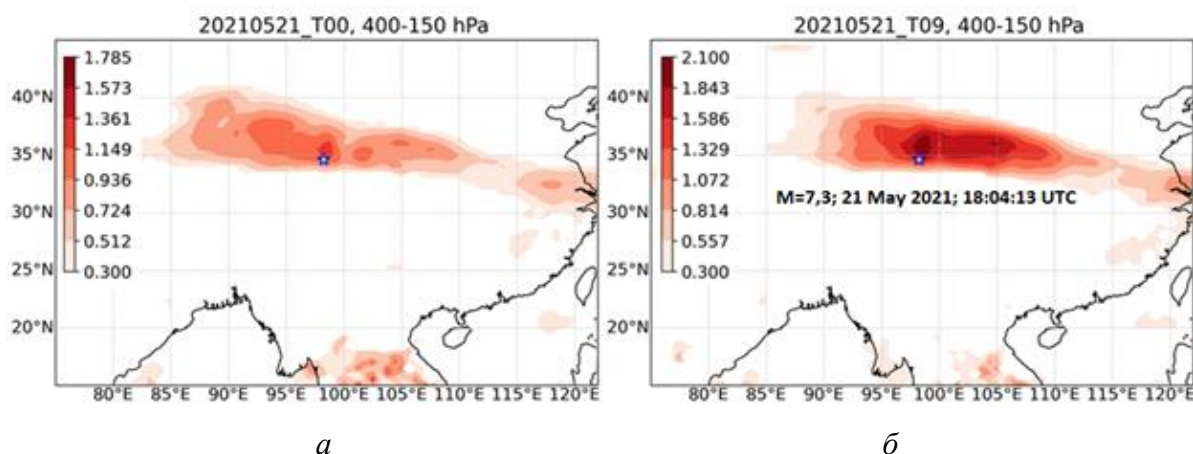 20210521_T00, 400-150 hPa
1.785
1.573
1.361
1.149
0.936
0.724
0.512
0.300
40°N
35°N
30°N
25°N
20°N
80°E 85°E 90°E 95°E 100°E 105°E 110°E 115°E 120°E
а
20210521_T09, 400-150 hPa
2.100
1.843
1.586
1.329
1.072
0.814
0.557
0.300
M=7,3; 21 May 2021; 18:04:13 UTC
40°N
35°N
30°N
25°N
20°N
80°E 85°E 90°E 95°E 100°E 105°E 110°E 115°E 120°E
б